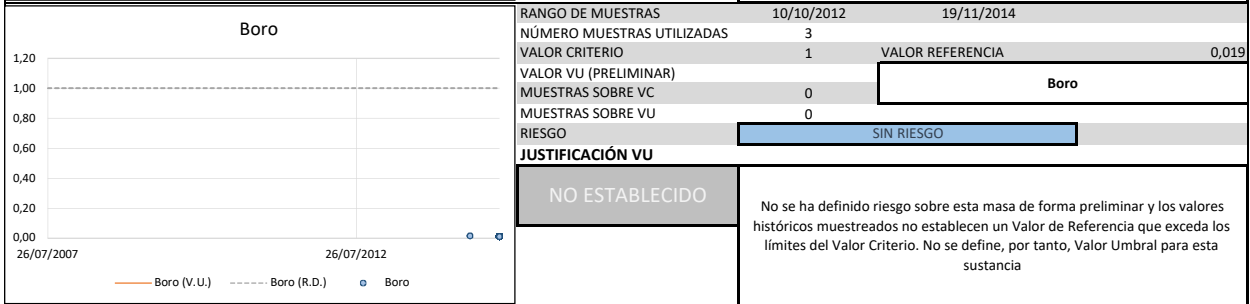 Boro
1,20
1,00
0,80
0,60
0,40
0,20
0,00
26/07/2007 26/07/2012
Boro (V.U.) Boro (R.D.) Boro
RANGO DE MUESTRAS 10/10/2012 19/11/2014
NÚMERO MUESTRAS UTILIZADAS 3
VALOR CRITERIO 1 VALOR REFERENCIA 0,019
VALOR VU (PRELIMINAR)
Boro
MUESTRAS SOBRE VC 0
MUESTRAS SOBRE VU 0
RIESGO SIN RIESGO
JUSTIFICACIÓN VU
NO ESTABLECIDO
No se ha definido riesgo sobre esta masa de forma preliminar y los valores
históricos muestreados no establecen un Valor de Referencia que exceda los
límites del Valor Criterio. No se define, por tanto, Valor Umbral para esta
sustancia